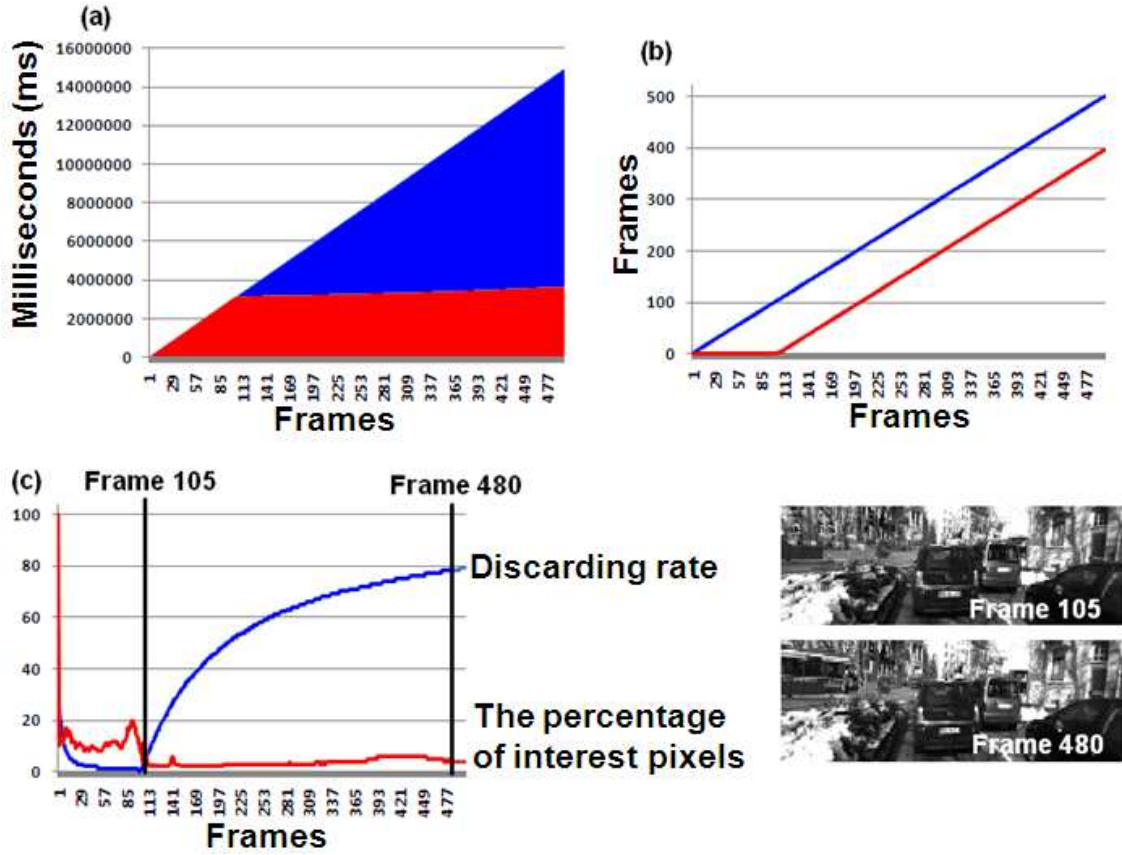 (a)
Milliseconds (ms)
16000000
14000000
12000000
10000000
8000000
6000000
4000000
2000000
0
1 29 57 85 113 141 169 197 225 253 281 309 337 365 393 421 449 477
Frames
(b)
Frames
500
400
300
200
100
0
1 29 57 85 113 141 169 197 225 253 281 309 337 365 393 421 449 477
Frames
(c)
Frame 105
Frame 480
100
80
60
40
20
0
Discarding rate
The percentage
of interest pixels
1 29 57 85 113 141 169 197 225 253 281 309 337 365 393 421 449 477
Frames
Frame 105
Frame 480